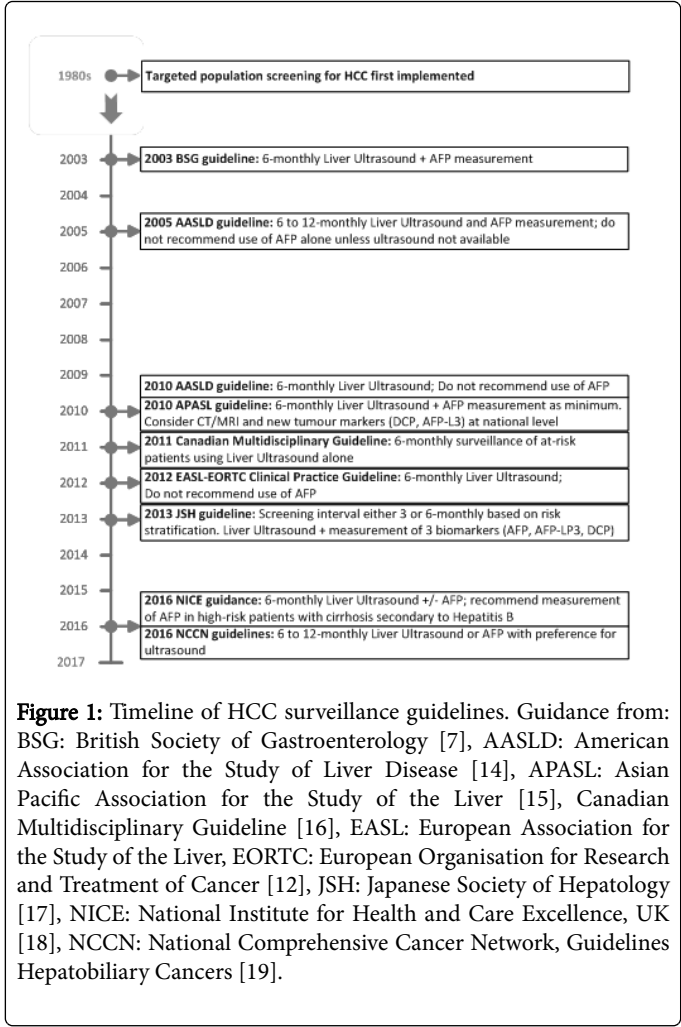 1980s
Targeted population screening for HCC first implemented
2003
2003 BSG guideline: 6-monthly Liver Ultrasound + AFP measurement
2004
2005
2005 AASLD guideline: 6 to 12-monthly Liver Ultrasound and AFP measurement; do
not recommend use of AFP alone unless ultrasound not available
2006
2007
2008
2009
2010 AASLD guideline: 6-monthly Liver Ultrasound; Do not recommend use of AFP
2010
2010 APASL guideline: 6-monthly Liver Ultrasound + AFP measurement as minimum.
Consider CT/MRI and new tumour markers (DCP, AFP-L3) at national level
2011
2011 Canadian Multidisciplinary Guideline: 6-monthly surveillance of at-risk
patients using Liver Ultrasound alone
2012
2012 EASL-EORTC Clinical Practice Guideline: 6-monthly Liver Ultrasound;
Do not recommend use of AFP
2013
2013 JSH guideline: Screening interval either 3 or 6-monthly based on risk
stratification. Liver Ultrasound + measurement of 3 biomarkers (AFP, AFP-LP3, DCP)
2014
2015
2016 NICE guidance: 6-monthly Liver Ultrasound +/- AFP; recommend measurement
of AFP in high-risk patients with cirrhosis secondary to Hepatitis B
2016
2016 NCCN guidelines: 6 to 12-monthly Liver Ultrasound or AFP with preference for
ultrasound
2017
Figure 1: Timeline of HCC surveillance guidelines. Guidance from:
BSG: British Society of Gastroenterology [7], AASLD: American
Association for the Study of Liver Disease [14], APASL: Asian
Pacific Association for the Study of the Liver [15], Canadian
Multidisciplinary Guideline [16], EASL: European Association for
the Study of the Liver, EORTC: European Organisation for Research
and Treatment of Cancer [12], JSH: Japanese Society of Hepatology
[17], NICE: National Institute for Health and Care Excellence, UK
[18], NCCN: National Comprehensive Cancer Network, Guidelines
Hepatobiliary Cancers [19].